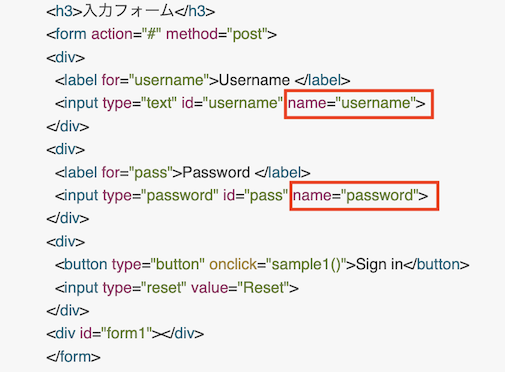 <h3>入力フォーム</h3>
<form action="#" method="post">
<div>
<label for="username">Username </label>
<input type="text" id="username" name="username">
</div>
<div>
<label for="pass">Password </label>
<input type="password" id="pass" name="password">
</div>
<div>
<button type="button" onclick="sample1()">Sign in</button>
<input type="reset" value="Reset">
</div>
<div id="form1"></div>
</form>